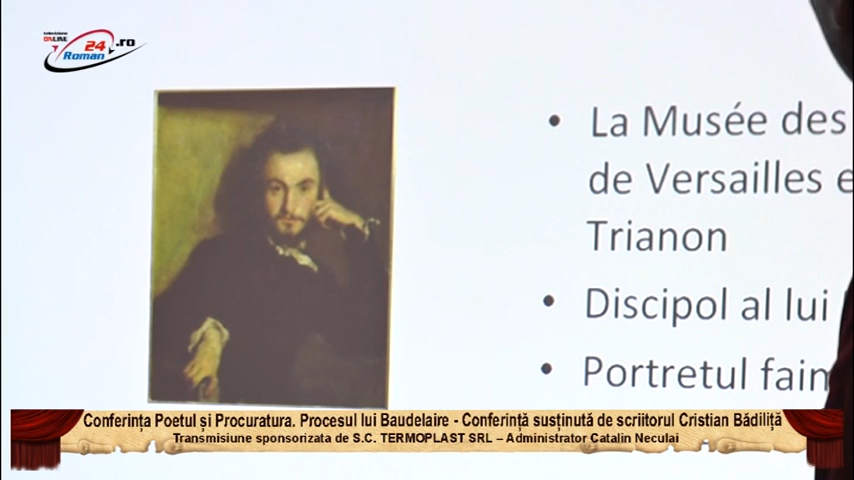 televiziune
ONLINE
Roman 24 .ro
• La Musée des
de Versailles e
Trianon
• Discipol al lui
• Portretul faim
Conferința Poetul și Procuratura. Procesul lui Baudelaire - Conferință susținută de scriitorul Cristian Bădiliță
Transmisiune sponsorizata de S.C. TERMOPLAST SRL – Administrator Catalin Neculai